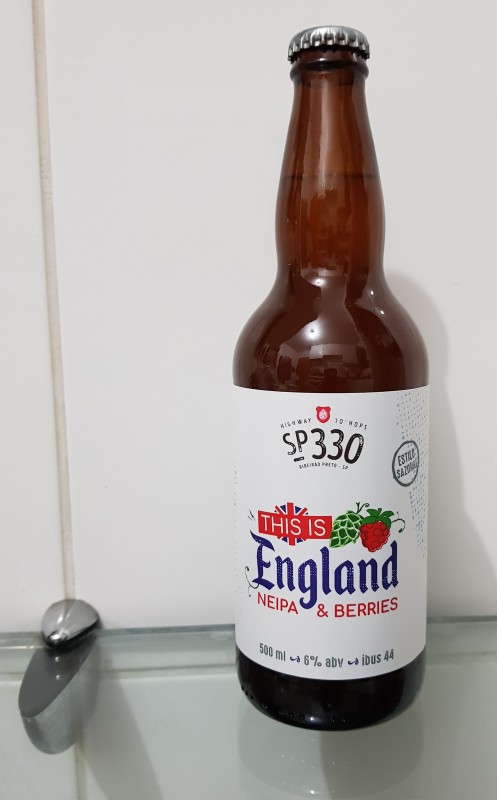 HIGHWAY TO HOPS
SP330
RIBEIRÃO PRETO - SP
ESTILO
SAZONAL
THIS IS
England
NEIPA & BERRIES
500 ml 6% abv ibus 44